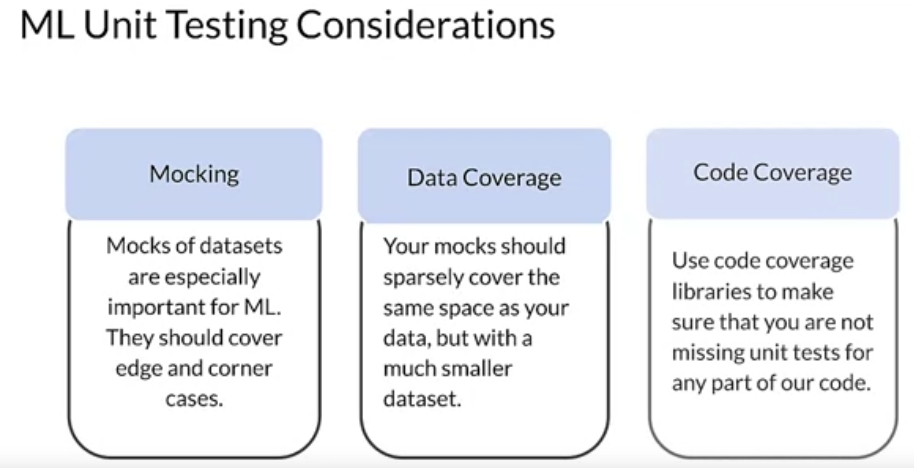 ML Unit Testing Considerations
Mocking
Mocks of datasets
are especially
important for ML.
They should cover
edge and corner
cases.
Data Coverage
Your mocks should
sparsely cover the
same space as your
data, but with a
much smaller
dataset.
Code Coverage
Use code coverage
libraries to make
sure that you are not
missing unit tests for
any part of our code.